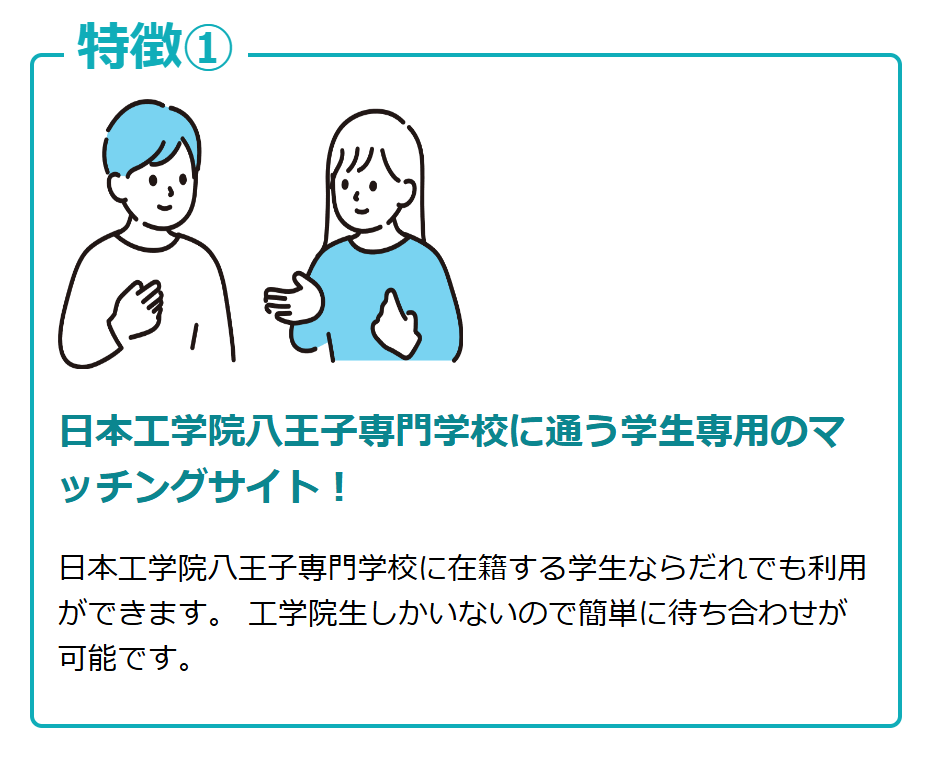 特徴①
日本工学院八王子専門学校に通う学生専用のマ
ッチングサイト！
日本工学院八王子専門学校に在籍する学生ならだれでも利用
ができます。 工学院生しかいないので簡単に待ち合わせが
可能です。